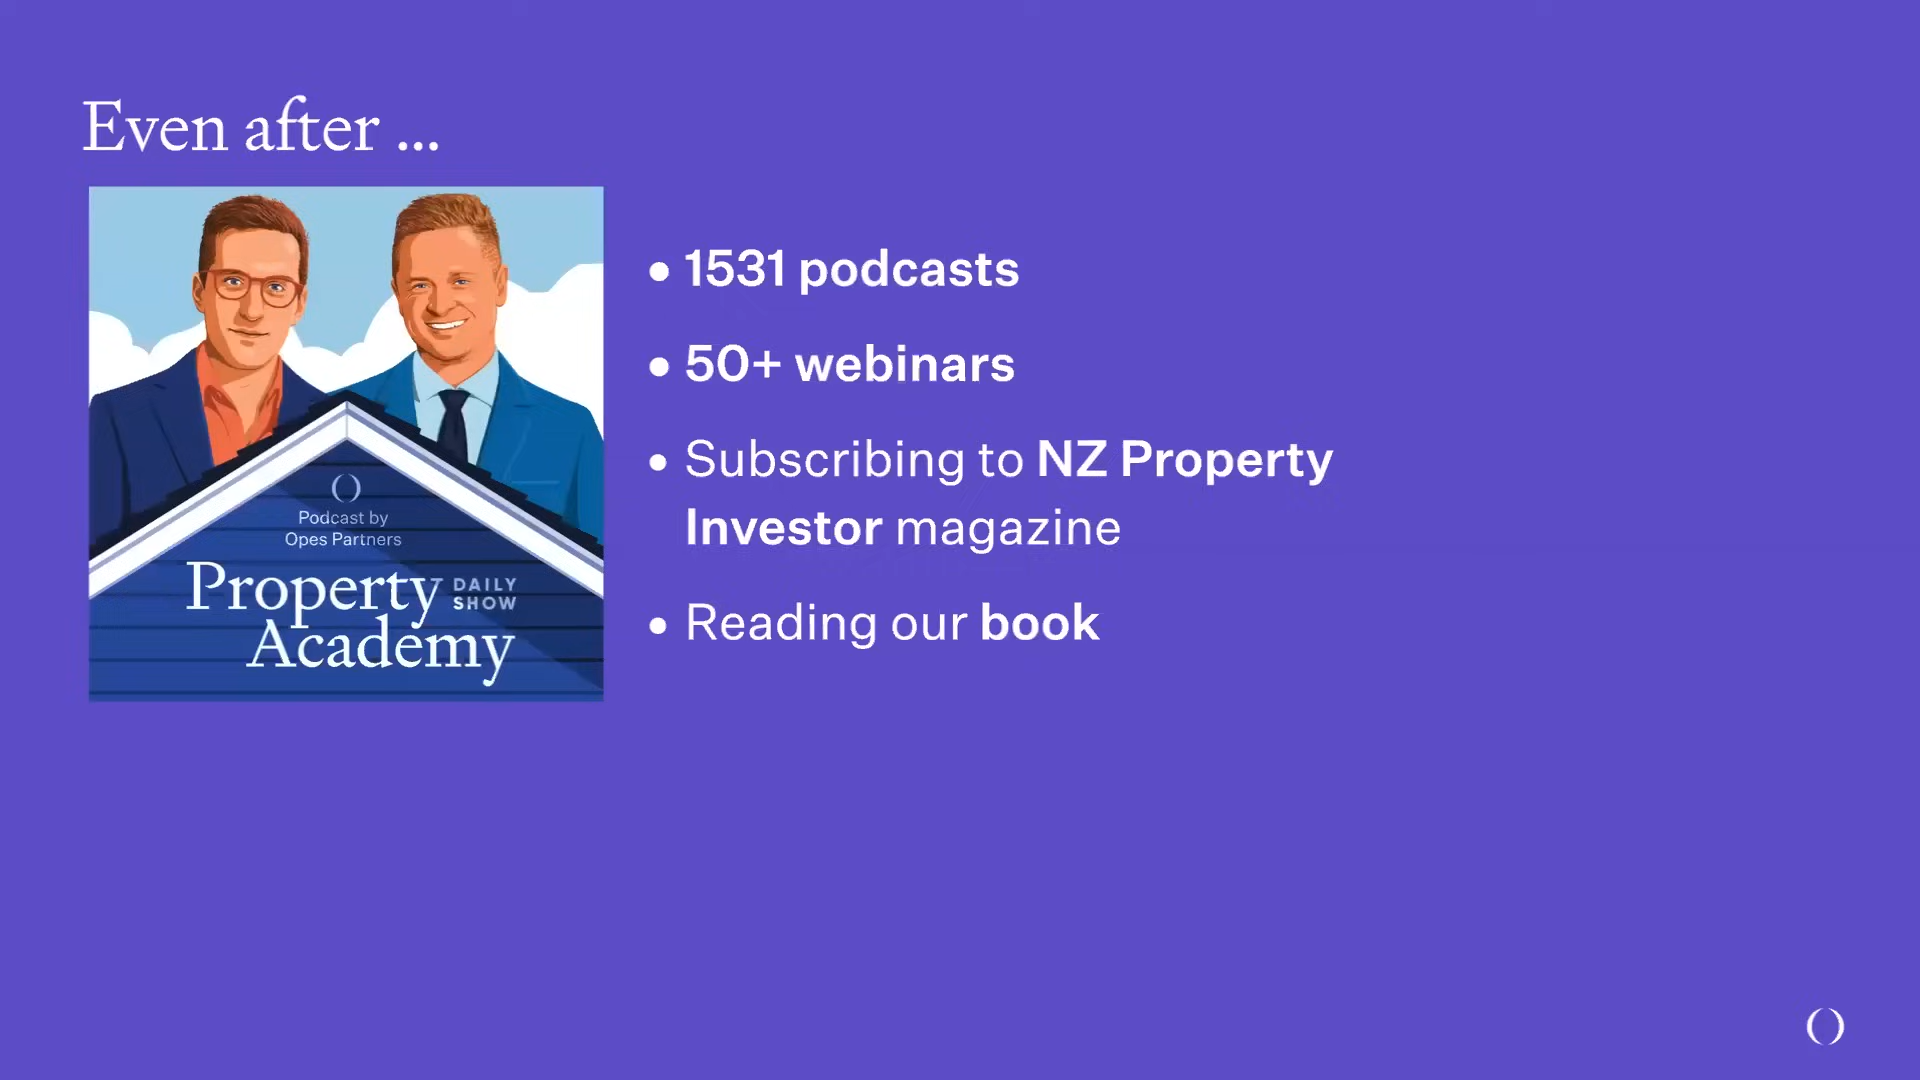 Even after ...
• 1531 podcasts
• 50+ webinars
• Subscribing to NZ Property
Investor magazine
• Reading our book
Podcast by
Opes Partners
Property DAILY
SHOW
Academy